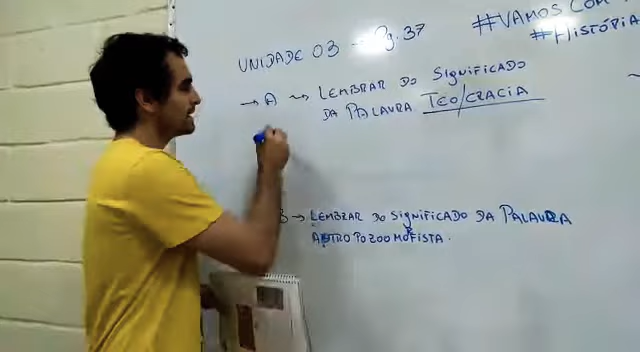 UNIDADE 03 - Pg. 37
#VAMOS COM
#HISTÓRIA
→ A → LEMBRAR DO SIGNIFICADO
DA PALAVRA TEO/CRACIA
B → LEMBRAR DO SIGNIFICADO DA PALAVRA
ANTROPOZOOMOFISTA.